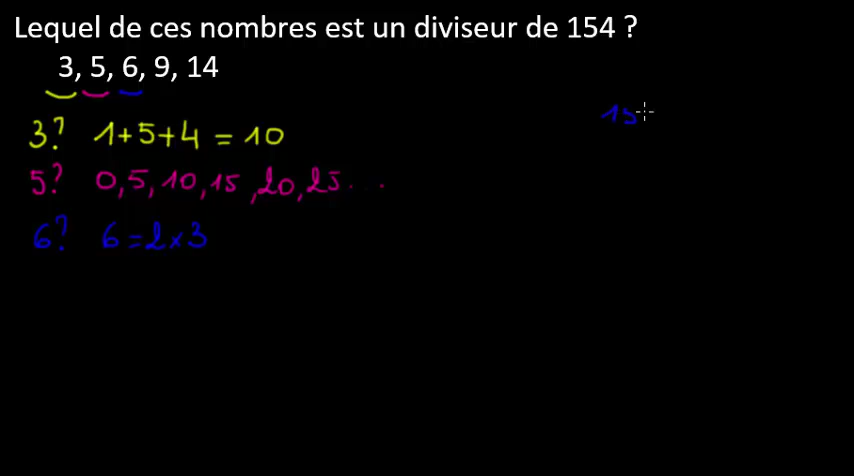 Lequel de ces nombres est un diviseur de 154 ?
3, 5, 6, 9, 14
3? 1+5+4 = 10
15
5? 0,5,10,15,20,25...
6? 6=2×3